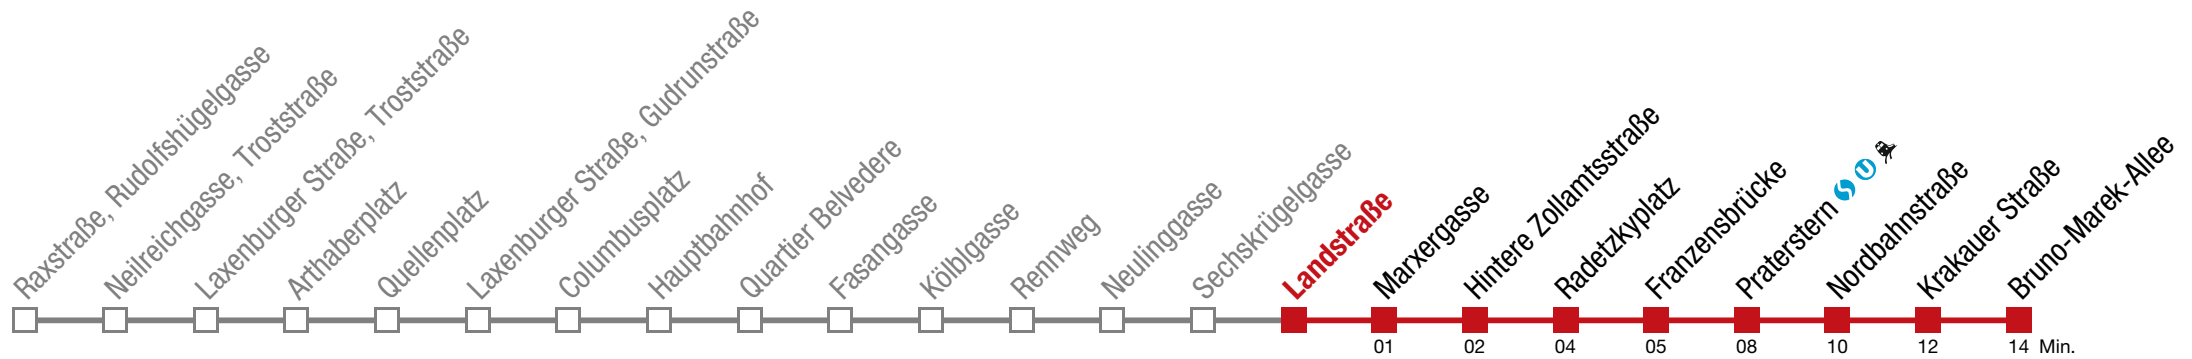 Raxstraße, Rudolfshügelgasse
Neilreichgasse, Troststraße
Laxenburger Straße, Troststraße
Arthaberplatz
Quellenplatz
Laxenburger Straße, Gudrunstraße
Columbusplatz
Hauptbahnhof
Quartier Belvedere
Fasangasse
Kölblgasse
Rennweg
Neulinggasse
Sechskrügelgasse
Landstraße
Marxergasse
Hintere Zollamtsstraße
Radetzkyplatz
Franzensbrücke
Praterstern S U
Nordbahnstraße
Krakauer Straße
Bruno-Marek-Allee
01 02 04 05 08 10 12 14 Min.